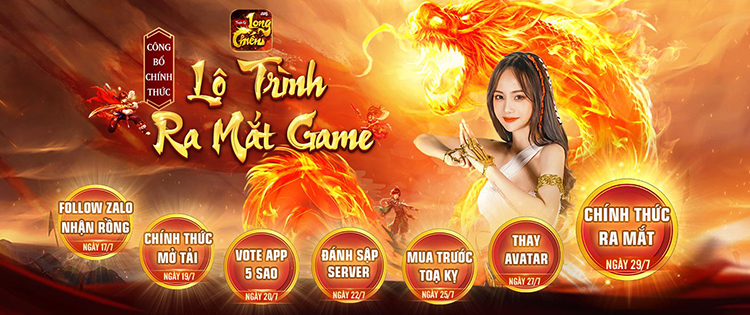 Long
Giếng
CÔNG
BỐ
CHÍNH
THỨC
Lộ Trình
Ra Mắt Game
FOLLOW ZALO
NHẬN RỒNG
NGÀY 17/7
CHÍNH THỨC
MỞ TẢI
NGÀY 19/7
VOTE APP
5 SAO
NGÀY 20/7
ĐÁNH SẬP
SERVER
NGÀY 22/7
MUA TRƯỚC
TOẠ KỴ
NGÀY 25/7
THAY
AVATAR
NGÀY 27/7
CHÍNH THỨC
RA MẮT
NGÀY 29/7